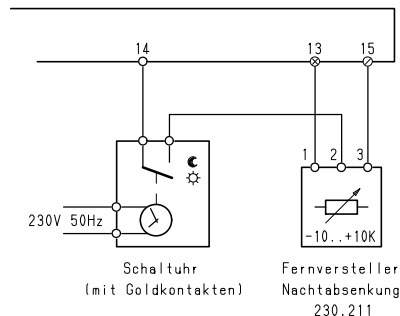 14
13
15
1
2
3
230V 50Hz
-10..+10K
Schaltuhr
(mit Goldkontakten)
Fernversteller
Nachtabsenkung
230.211